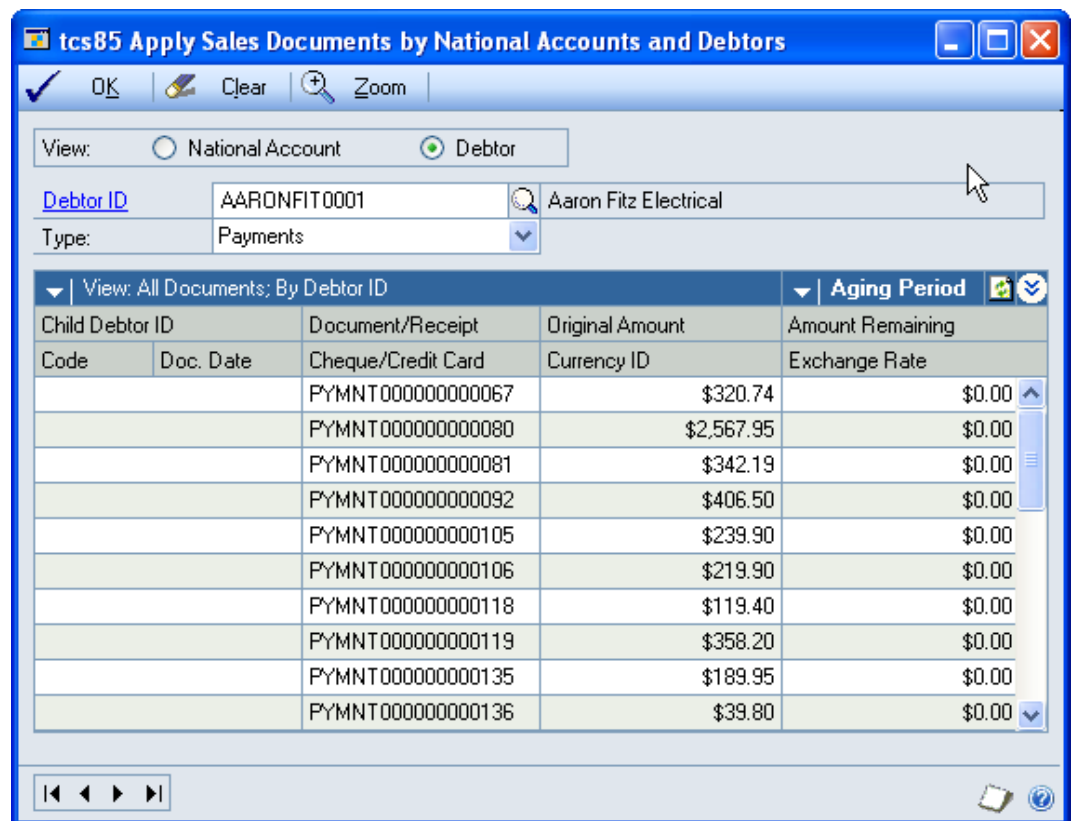 tcs85 Apply Sales Documents by National Accounts and Debtors
OK Clear Zoom
View: National Account Debtor
Debtor ID AARONFIT0001 Aaron Fitz Electrical
Type: Payments
View: All Documents; By Debtor ID Aging Period
Child Debtor ID Document/Receipt Original Amount Amount Remaining
Code Doc. Date Cheque/Credit Card Currency ID Exchange Rate
PYMNT000000000067 $320.74 $0.00
PYMNT000000000080 $2,567.95 $0.00
PYMNT000000000081 $342.19 $0.00
PYMNT000000000092 $406.50 $0.00
PYMNT000000000105 $239.90 $0.00
PYMNT000000000106 $219.90 $0.00
PYMNT000000000118 $119.40 $0.00
PYMNT000000000119 $358.20 $0.00
PYMNT000000000135 $189.95 $0.00
PYMNT000000000136 $39.80 $0.00